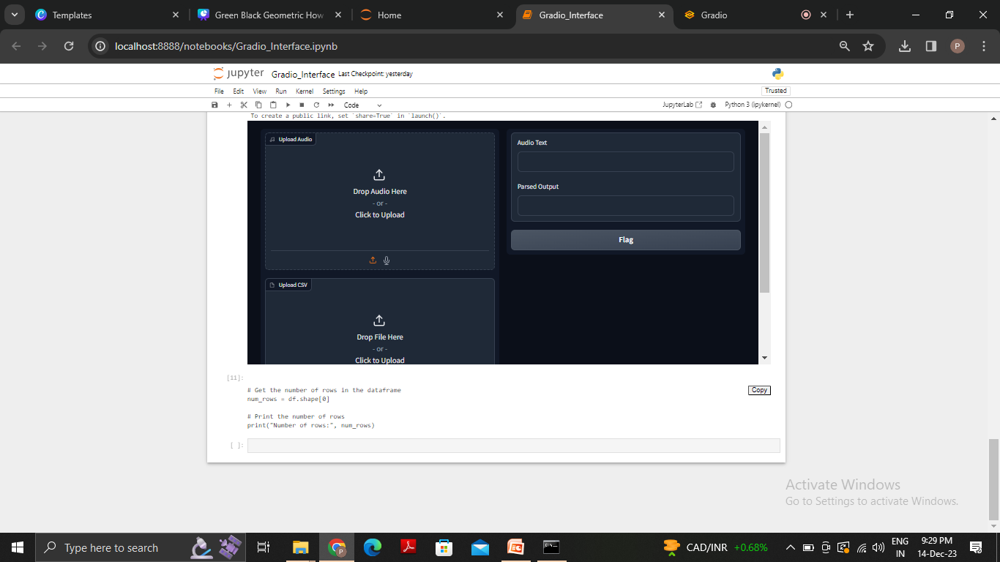 Templates
Green Black Geometric How
Home
Gradio_Interface
Gradio
localhost:8888/notebooks/Gradio_Interface.ipynb
P
jupyter Gradio_Interface Last Checkpoint: yesterday
File Edit View Run Kernel Settings Help
Trusted
Code
JupyterLab
Python 3 (ipykernel)
To create a public link, set `share=True` in `launch()`.
Upload Audio
Drop Audio Here
- or -
Click to Upload
Upload CSV
Drop File Here
- or -
Click to Upload
Audio Text
Parsed Output
Flag
[11]:
# Get the number of rows in the dataframe
num_rows = df.shape[0]
# Print the number of rows
print("Number of rows:", num_rows)
Copy
[ ]:
Activate Windows
Go to Settings to activate Windows.
Type here to search
CAD/INR +0.68%
ENG
IN
9:29 PM
14-Dec-23